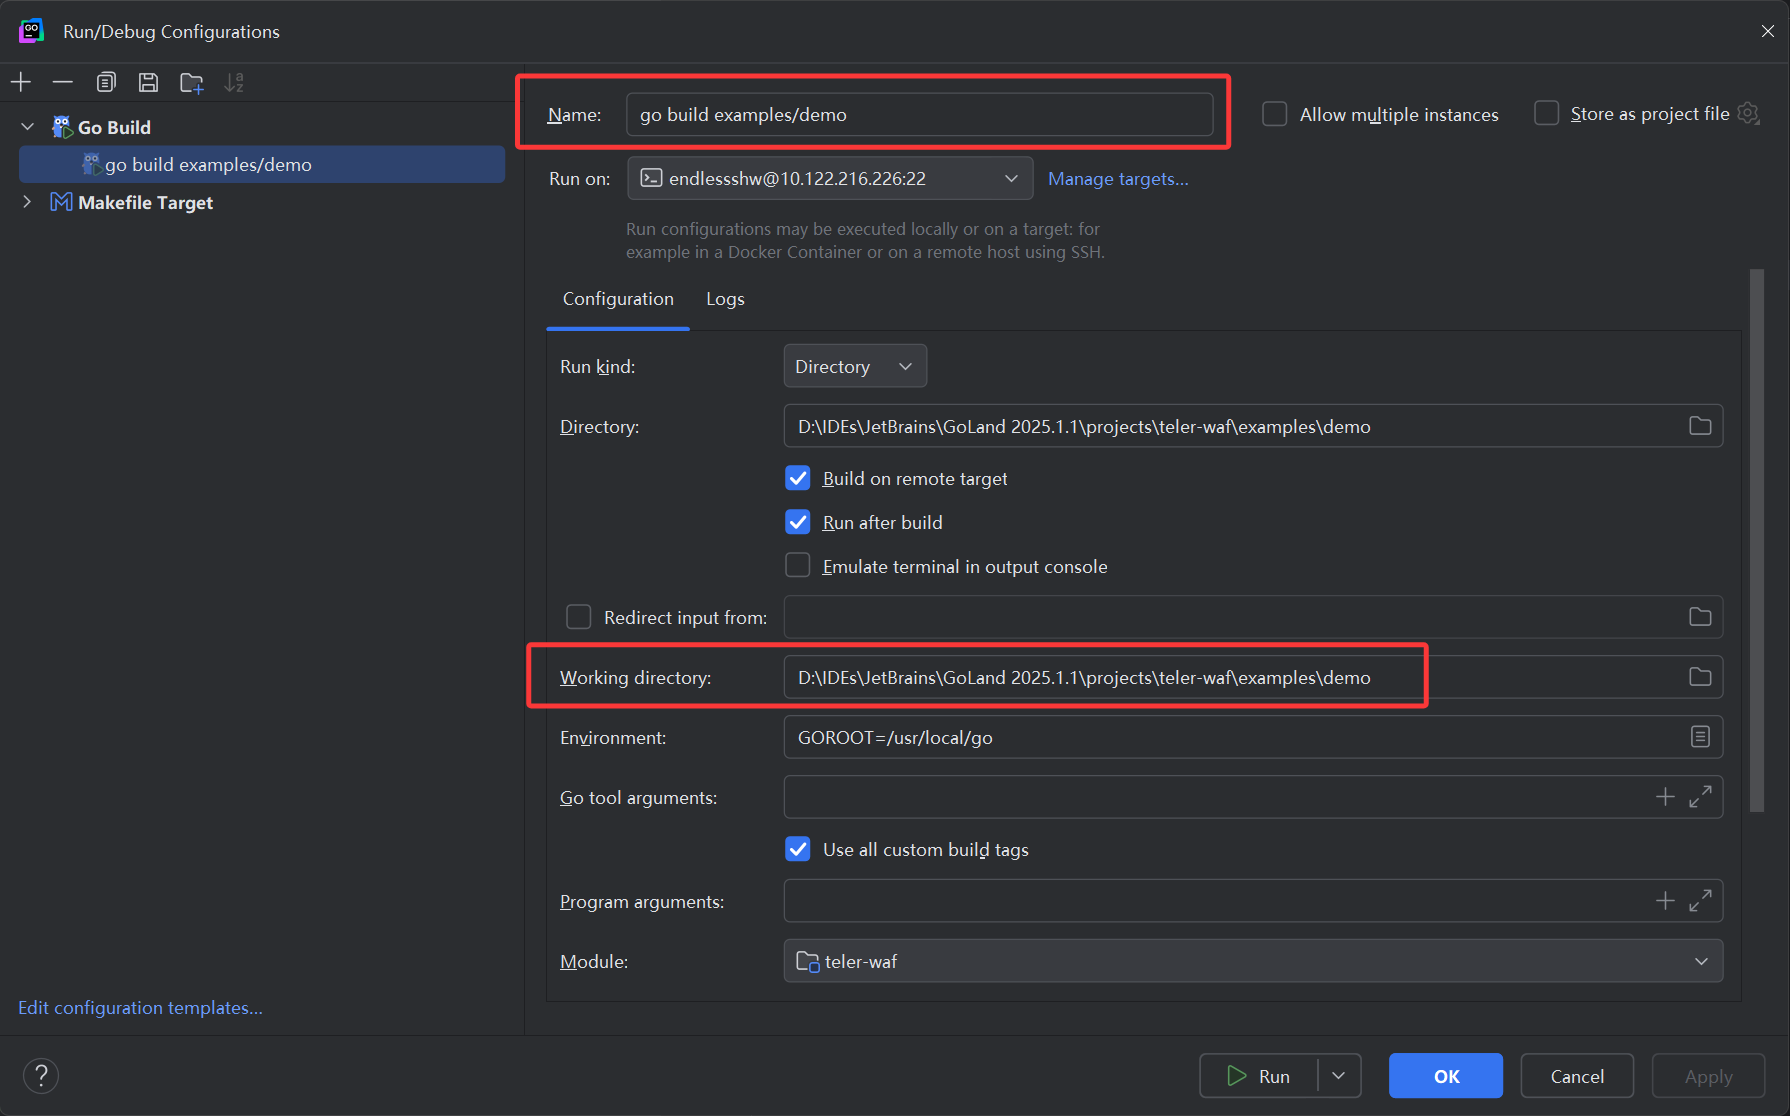 Run/Debug Configurations
Go Build
go build examples/demo
Makefile Target
Edit configuration templates...
Name: go build examples/demo
Allow multiple instances
Store as project file
Run on: endlessshw@10.122.216.226:22
Manage targets...
Run configurations may be executed locally or on a target: for
example in a Docker Container or on a remote host using SSH.
Configuration Logs
Run kind: Directory
Directory: D:\IDEs\JetBrains\GoLand 2025.1.1\projects\teler-waf\examples\demo
Build on remote target
Run after build
Emulate terminal in output console
Redirect input from:
Working directory: D:\IDEs\JetBrains\GoLand 2025.1.1\projects\teler-waf\examples\demo
Environment: GOROOT=/usr/local/go
Go tool arguments:
Use all custom build tags
Program arguments:
Module: teler-waf
? Run OK Cancel Apply